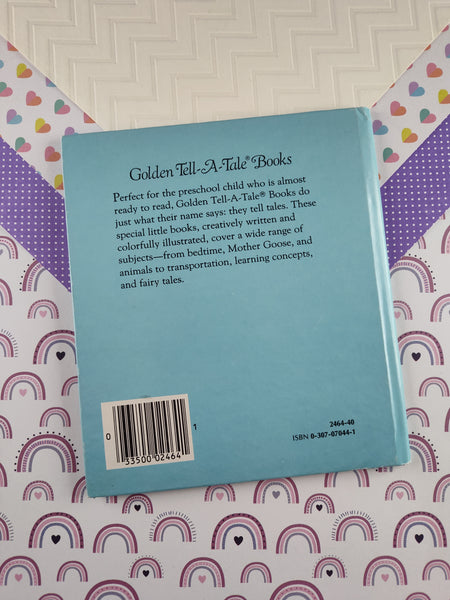 Golden Tell-A-Tale® Books
Perfect for the preschool child who is almost
ready to read, Golden Tell-A-Tale® Books do
just what their name says: they tell tales. These
special little books, creatively written and
colorfully illustrated, cover a wide range of
subjects—from bedtime, Mother Goose, and
animals to transportation, learning concepts,
and fairy tales.
0 33500 02464 1
2464-40
ISBN 0-307-07044-1